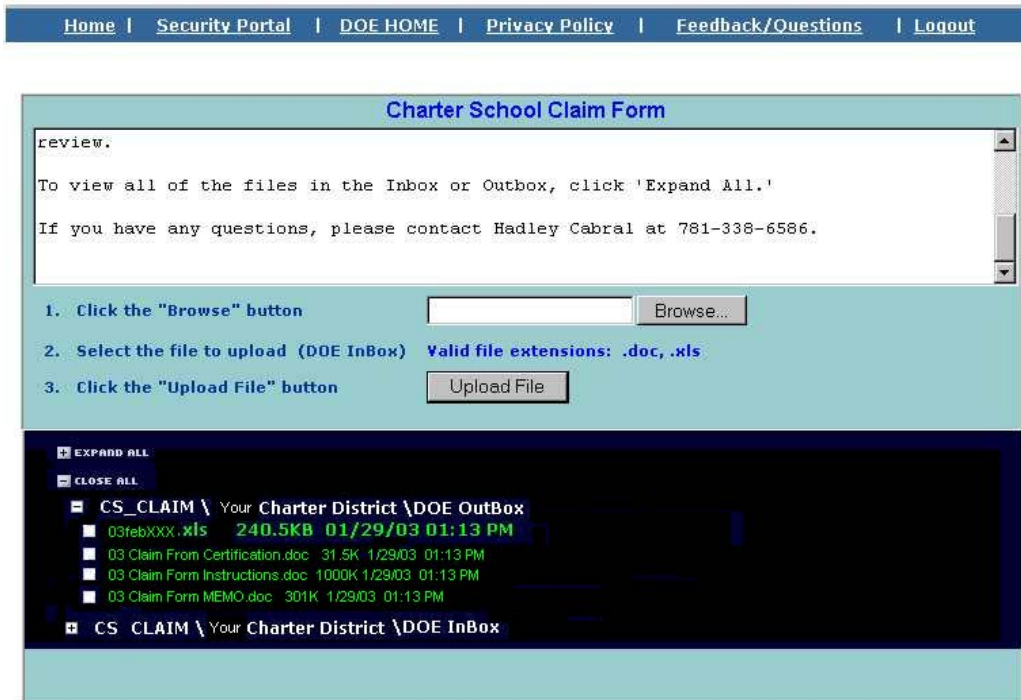 Home | Security Portal | DOE HOME | Privacy Policy | Feedback/Questions | Logout
Charter School Claim Form
review.
To view all of the files in the Inbox or Outbox, click 'Expand All.'
If you have any questions, please contact Hadley Cabral at 781-338-6586.
1. Click the "Browse" button Browse...
2. Select the file to upload (DOE InBox) Valid file extensions: .doc, .xls
3. Click the "Upload File" button Upload File
EXPAND ALL
CLOSE ALL
CS_CLAIM \ Your Charter District \DOE OutBox
03febXXX.xls 240.5KB 01/29/03 01:13 PM
03 Claim From Certification.doc 31.5K 1/29/03 01:13 PM
03 Claim Form Instructions.doc 1000K 1/29/03 01:13 PM
03 Claim Form MEMO.doc 301K 1/29/03 01:13 PM
CS CLAIM \ Your Charter District \DOE InBox